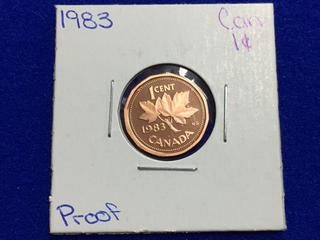 1983
Can
1¢
1 CENT
1983
CANADA
Proof